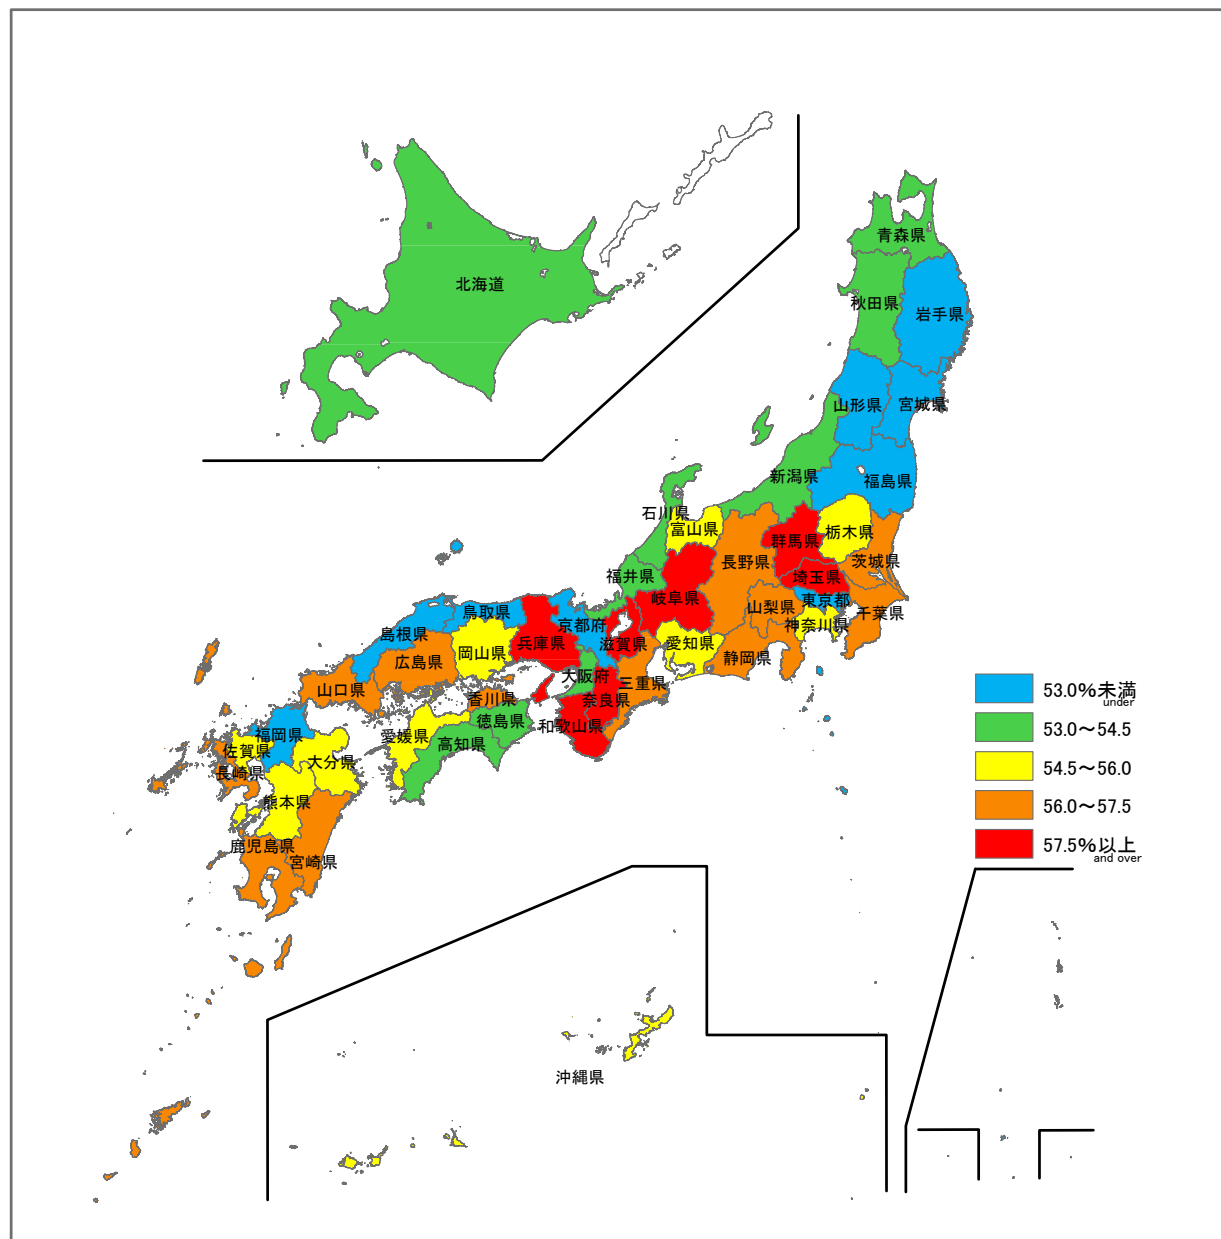 北海道
青森県
秋田県
岩手県
山形県
宮城県
新潟県
福島県
石川県
富山県
群馬県
栃木県
長野県
茨城県
福井県
岐阜県
埼玉県
山梨県
東京都
千葉県
神奈川県
鳥取県
京都府
島根県
兵庫県
滋賀県
愛知県
静岡県
岡山県
広島県
大阪府
三重県
山口県
香川県
奈良県
徳島県
和歌山県
福岡県
愛媛県
高知県
佐賀県
大分県
長崎県
熊本県
鹿児島県
宮崎県
沖縄県
53.0%未満
under
53.0～54.5
54.5～56.0
56.0～57.5
57.5%以上
and over